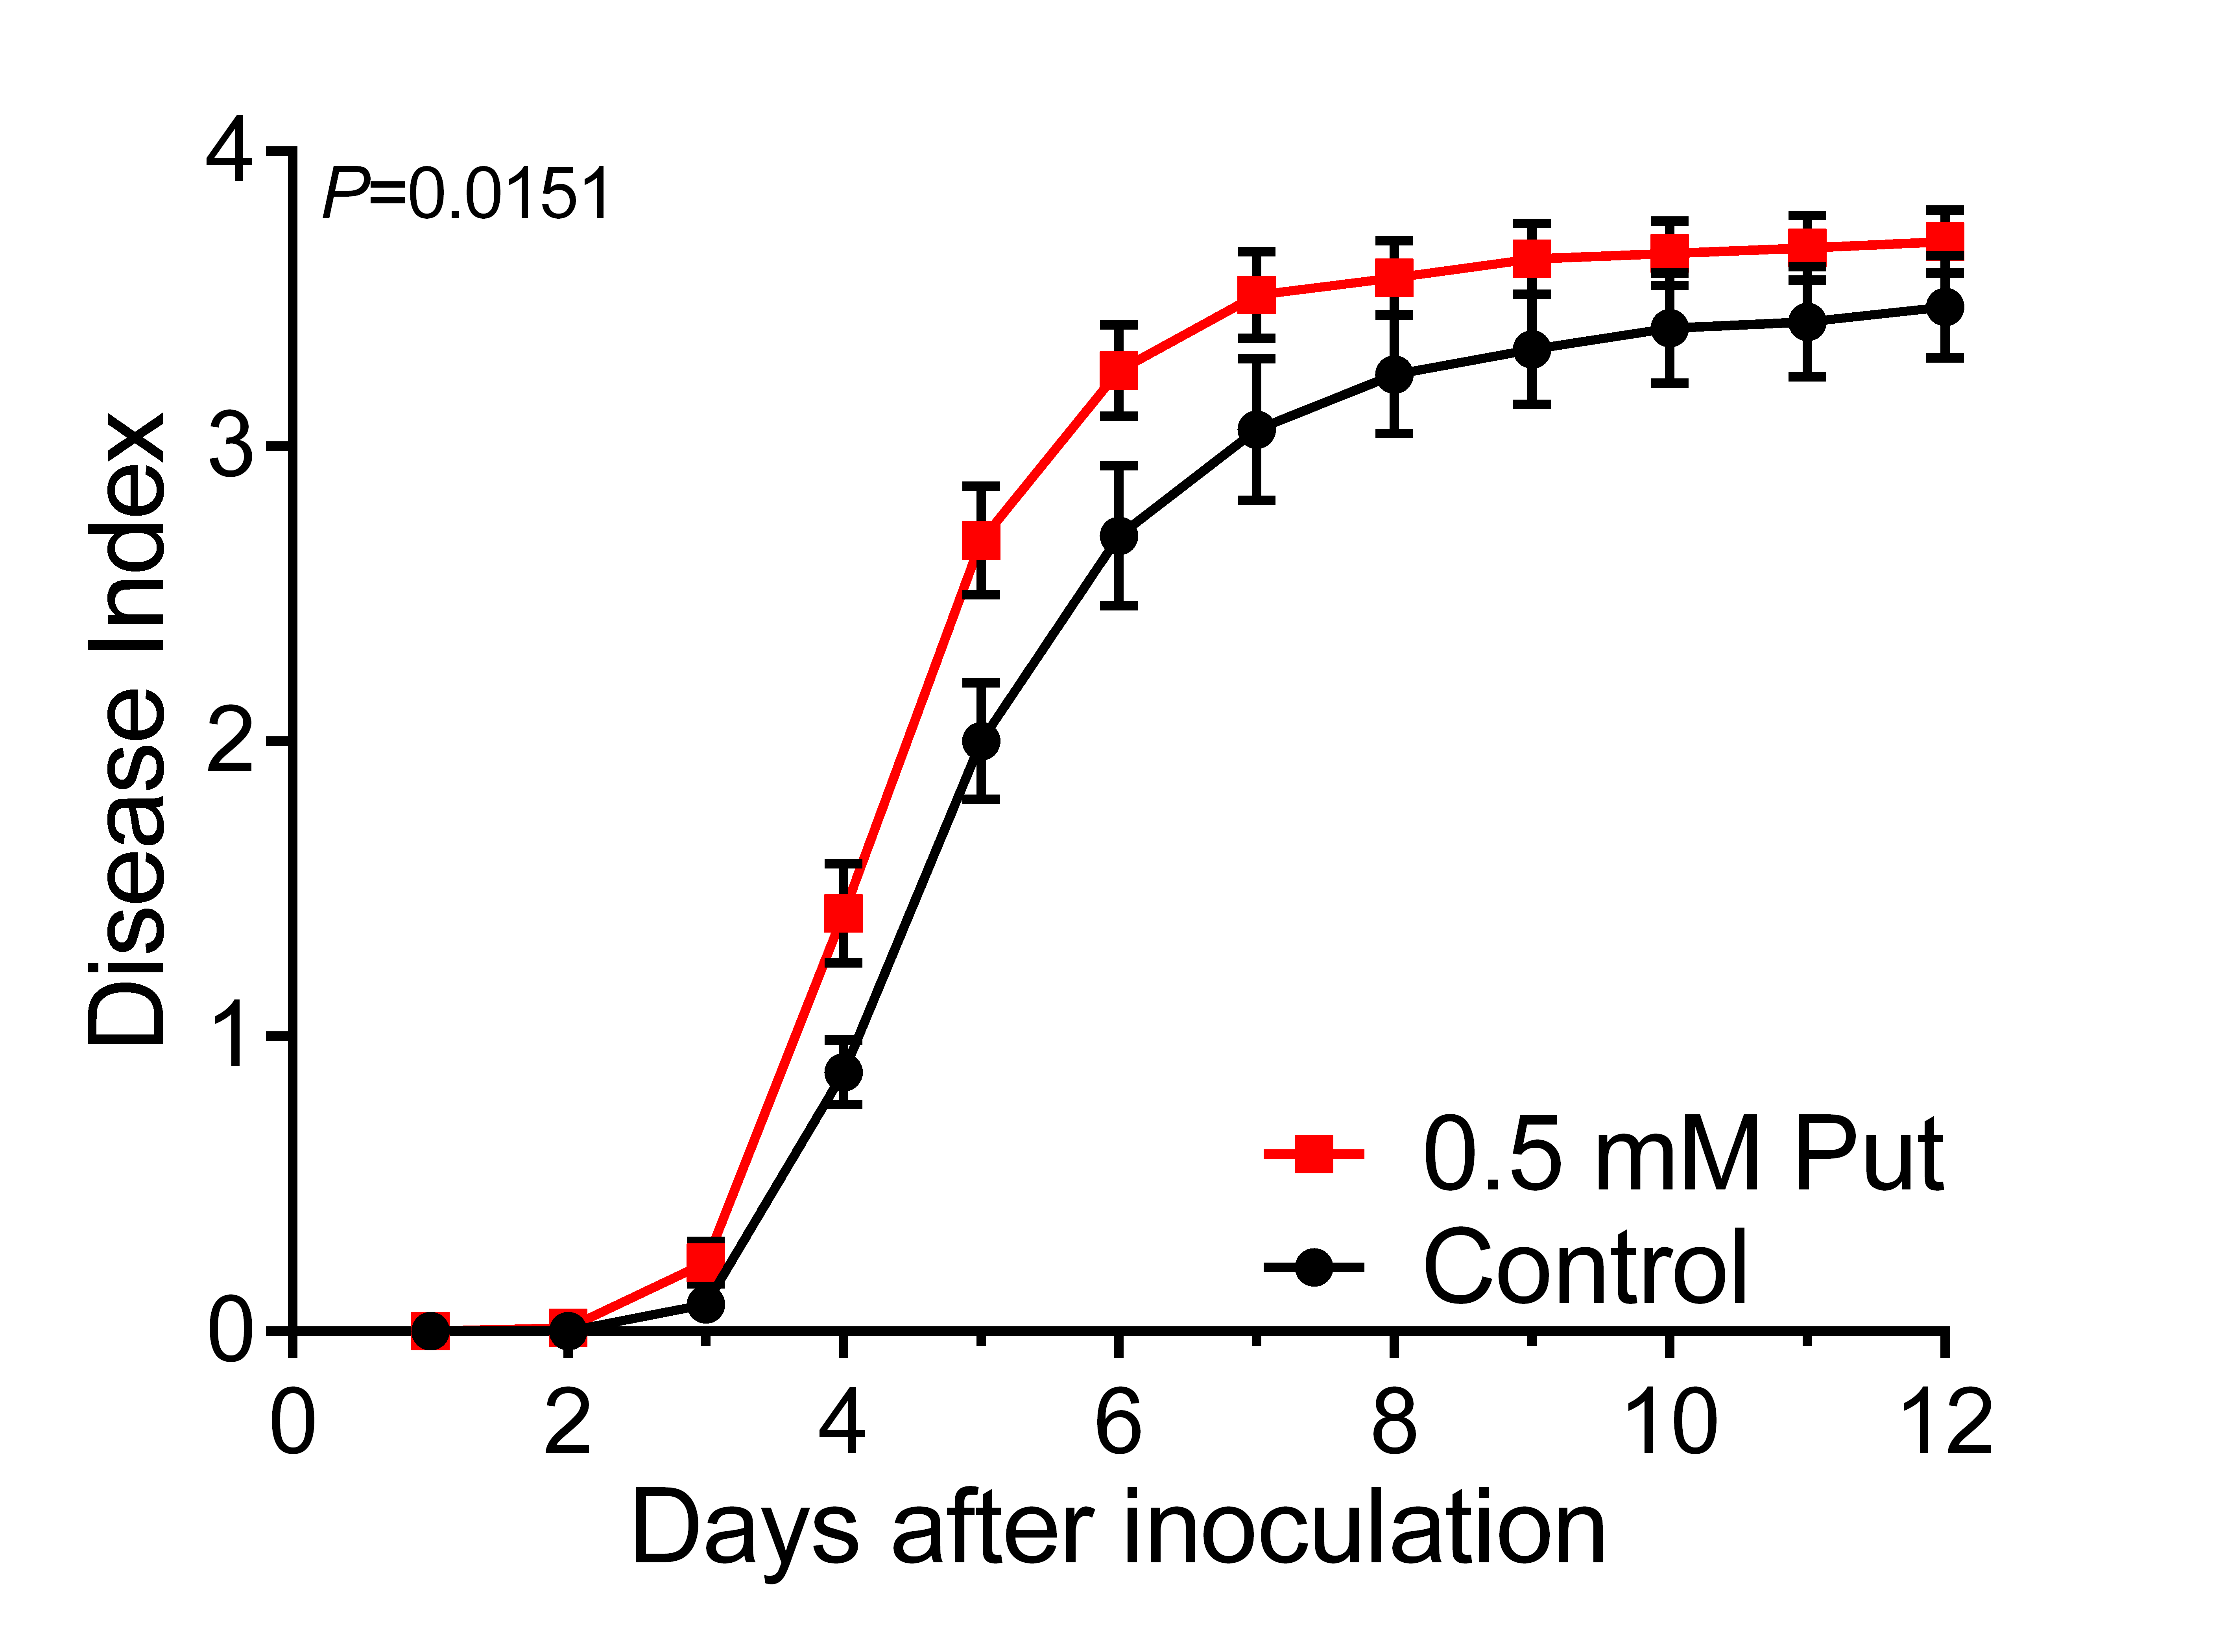 P=0.0151
4
3
2
1
0
Disease Index
0 2 4 6 8 10 12
Days after inoculation
0.5 mM Put
Control